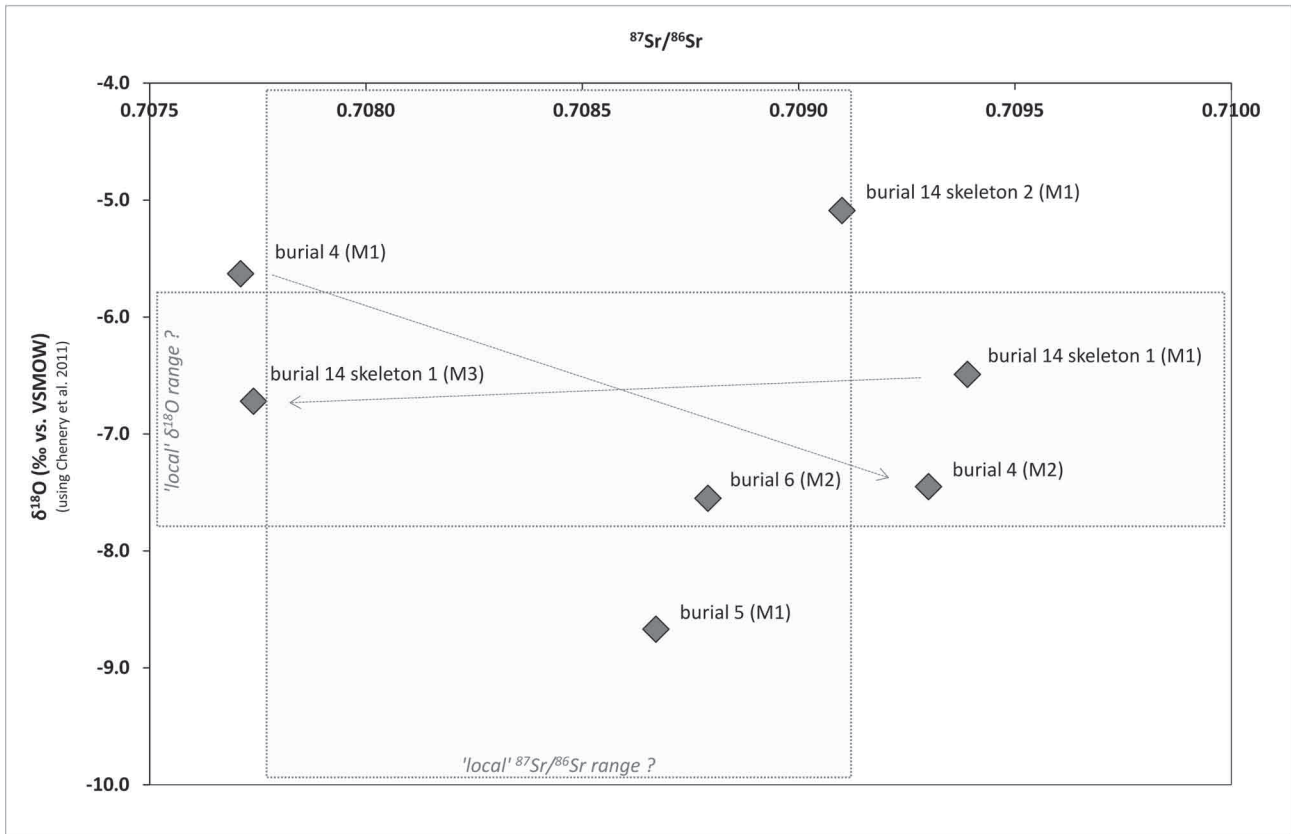 ⁸⁷Sr/⁸⁶Sr
-4.0
0.7075 0.7080 0.7085 0.7090 0.7095 0.7100
-5.0
burial 14 skeleton 2 (M1)
burial 4 (M1)
-6.0
burial 14 skeleton 1 (M1)
burial 14 skeleton 1 (M3)
-7.0
burial 6 (M2)
burial 4 (M2)
-8.0
burial 5 (M1)
-9.0
-10.0
'local' ⁸⁷Sr/⁸⁶Sr range ?
'local' δ¹⁸O range ?
δ¹⁸O (‰ vs. VSMOW)
(using Chenery et al. 2011)